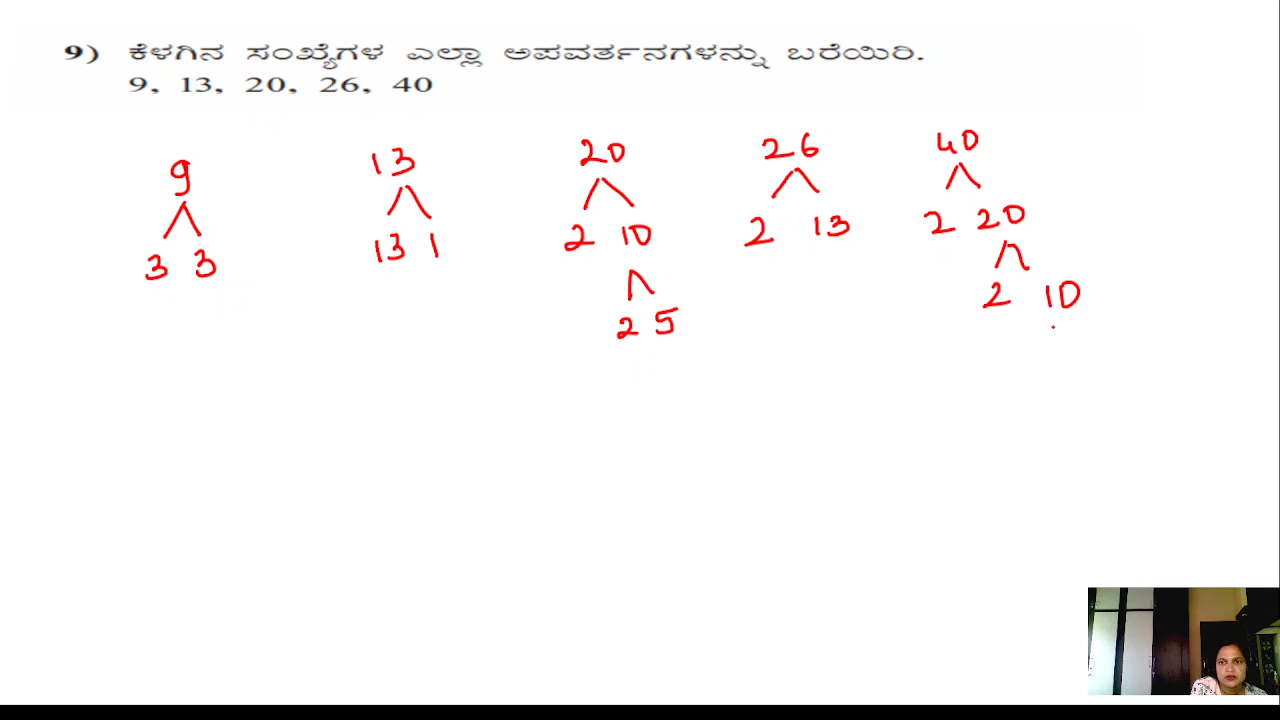 9) ಕೆಳಗಿನ ಸಂಖ್ಯೆಗಳ ಎಲ್ಲಾ ಅಪವರ್ತನಗಳನ್ನು ಬರೆಯಿರಿ.
9, 13, 20, 26, 40
9 13 20 26 40
3 3 13 1 2 10 2 13 2 20
2 5 2 10